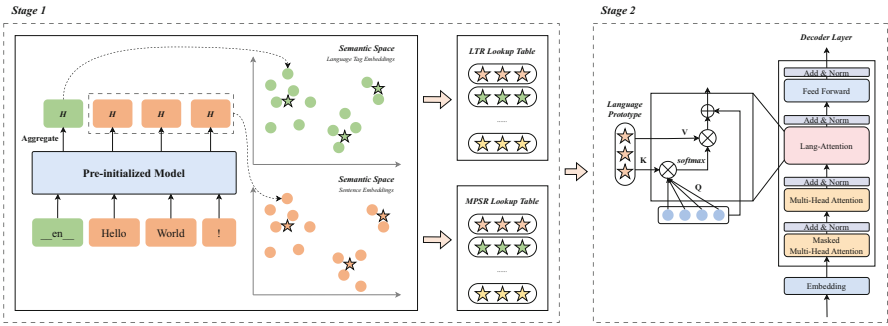 Stage 1
Stage 2
Semantic Space
Language Tag Embeddings
H
H
H
H
Aggregate
Pre-initialized Model
__en__
Hello
World
!
Semantic Space
Sentence Embeddings
LTR Lookup Table
......
MPSR Lookup Table
......
Language
Prototype
V
K
softmax
Q
Decoder Layer
Add & Norm
Feed Forward
Add & Norm
Lang-Attention
Add & Norm
Multi-Head Attention
Add & Norm
Masked
Multi-Head Attention
Embedding